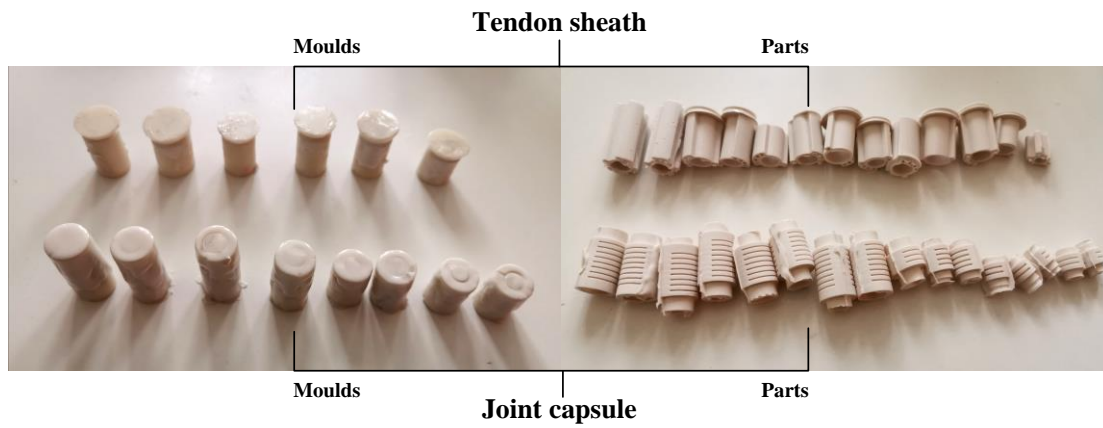 Tendon sheath
Moulds
Parts
Moulds
Parts
Joint capsule